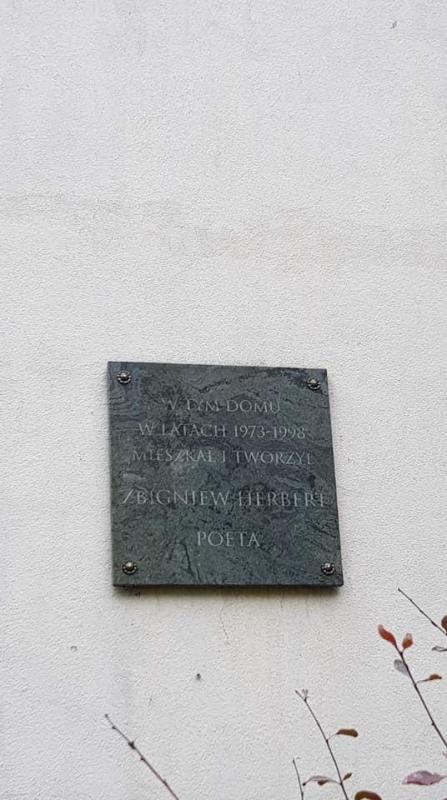 W TYM DOMU
W LATACH 1973-1998
MIESZKAŁ I TWORZYŁ
ZBIGNIEW HERBERT
POETA